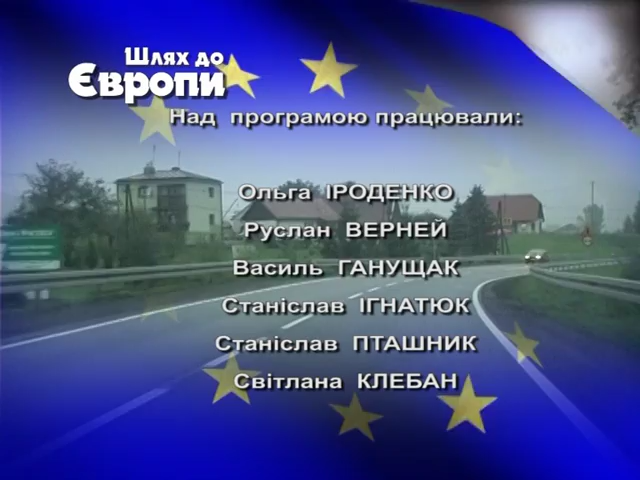 Шлях до
Європи
Над програмою працювали:
Ольга ІРОДЕНКО
Руслан ВЕРНЕЙ
Василь ГАНУЩАК
Станіслав ІГНАТЮК
Станіслав ПТАШНИК
Світлана КЛЕБАН